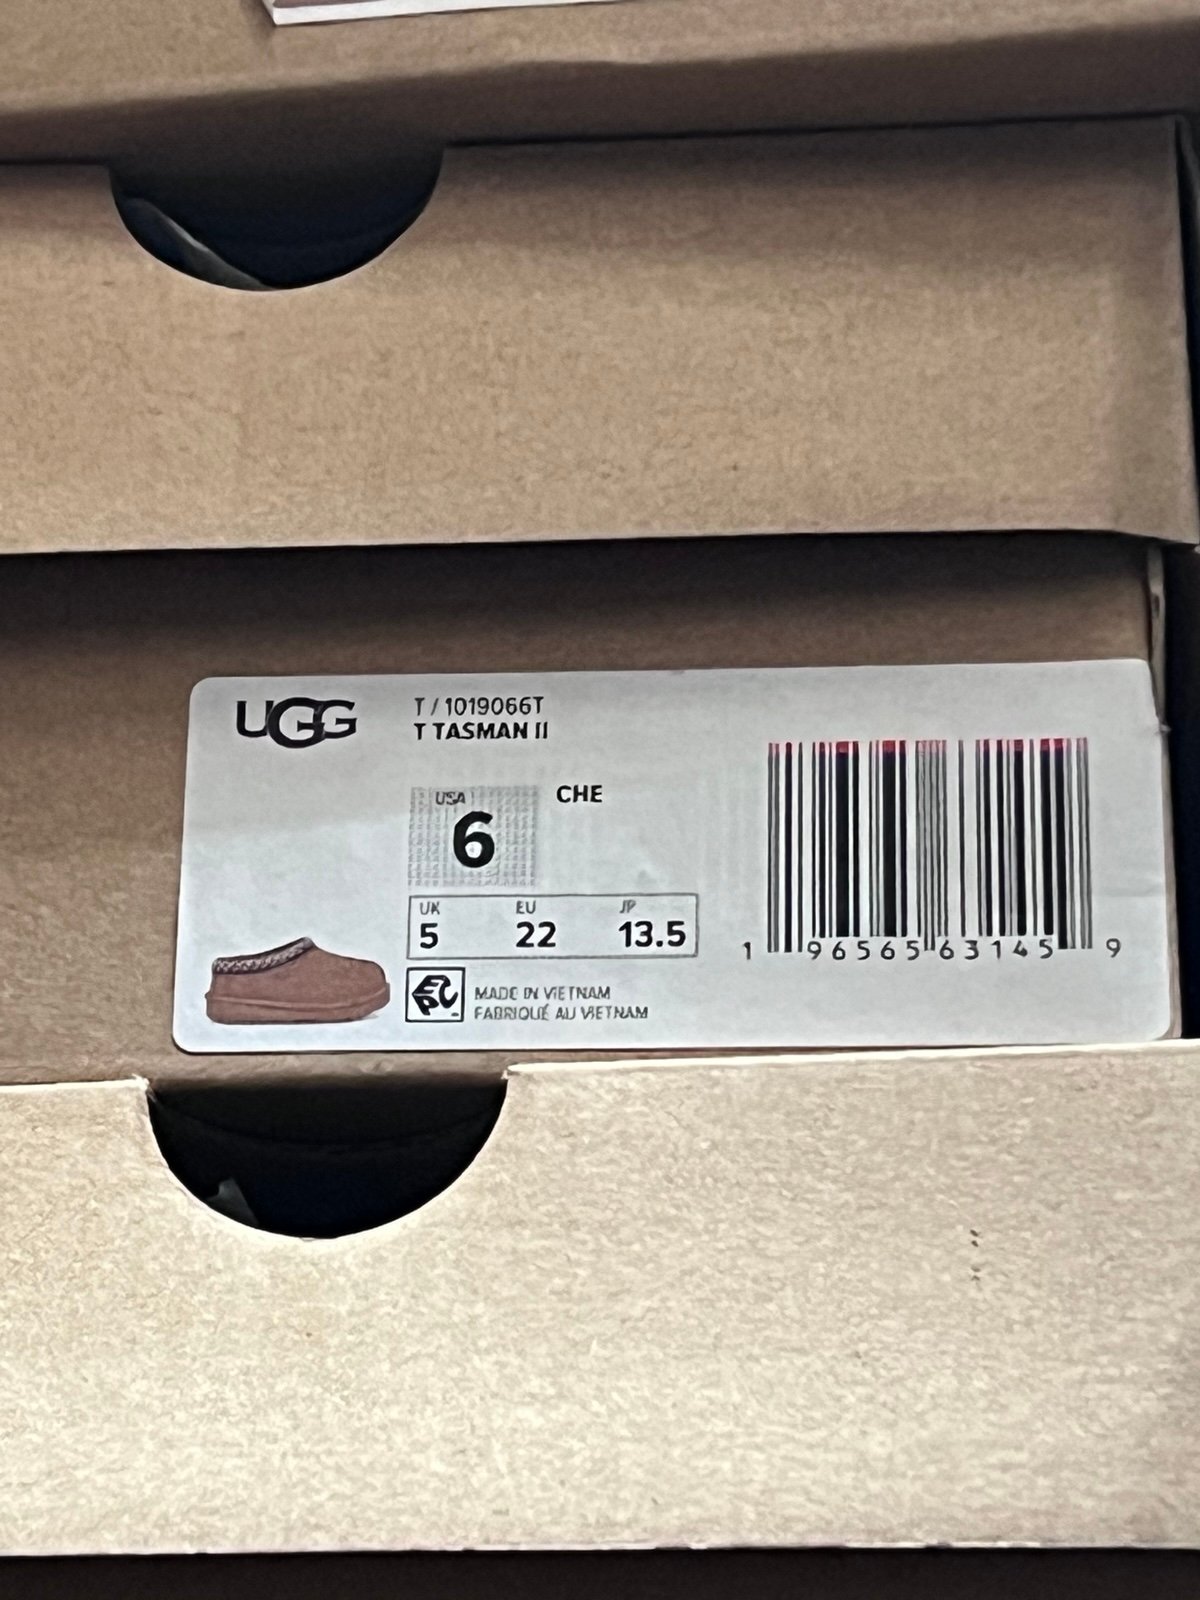 UGG
T / 1019066T
T TASMAN II
USA
6
CHE
UK EU JP
5 22 13.5
EPC
MADE IN VIETNAM
FABRIQUÉ AU VIETNAM
1 96565 63145 9